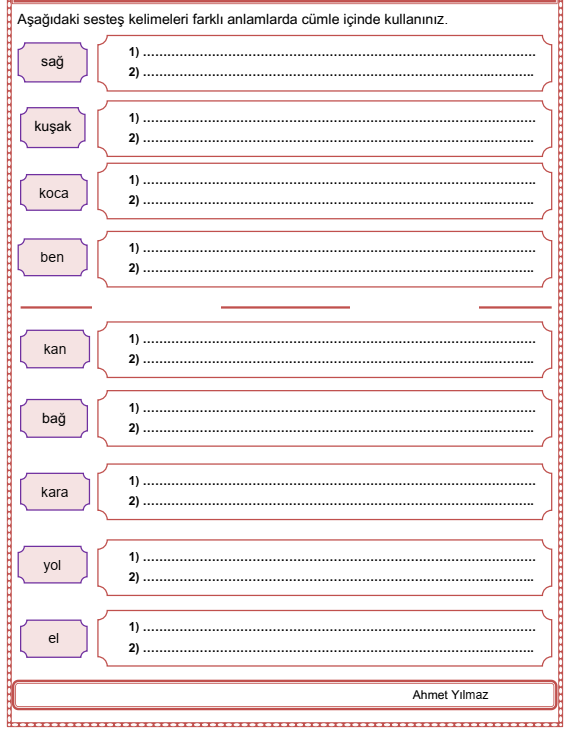 Aşağıdaki sesteş kelimeleri farklı anlamlarda cümle içinde kullanınız.
sağ
1) ..................................................................................................
2) ..................................................................................................
kuşak
1) ..................................................................................................
2) ..................................................................................................
koca
1) ..................................................................................................
2) ..................................................................................................
ben
1) ..................................................................................................
2) ..................................................................................................
kan
1) ..................................................................................................
2) ..................................................................................................
bağ
1) ..................................................................................................
2) ..................................................................................................
kara
1) ..................................................................................................
2) ..................................................................................................
yol
1) ..................................................................................................
2) ..................................................................................................
el
1) ..................................................................................................
2) ..................................................................................................
Ahmet Yılmaz